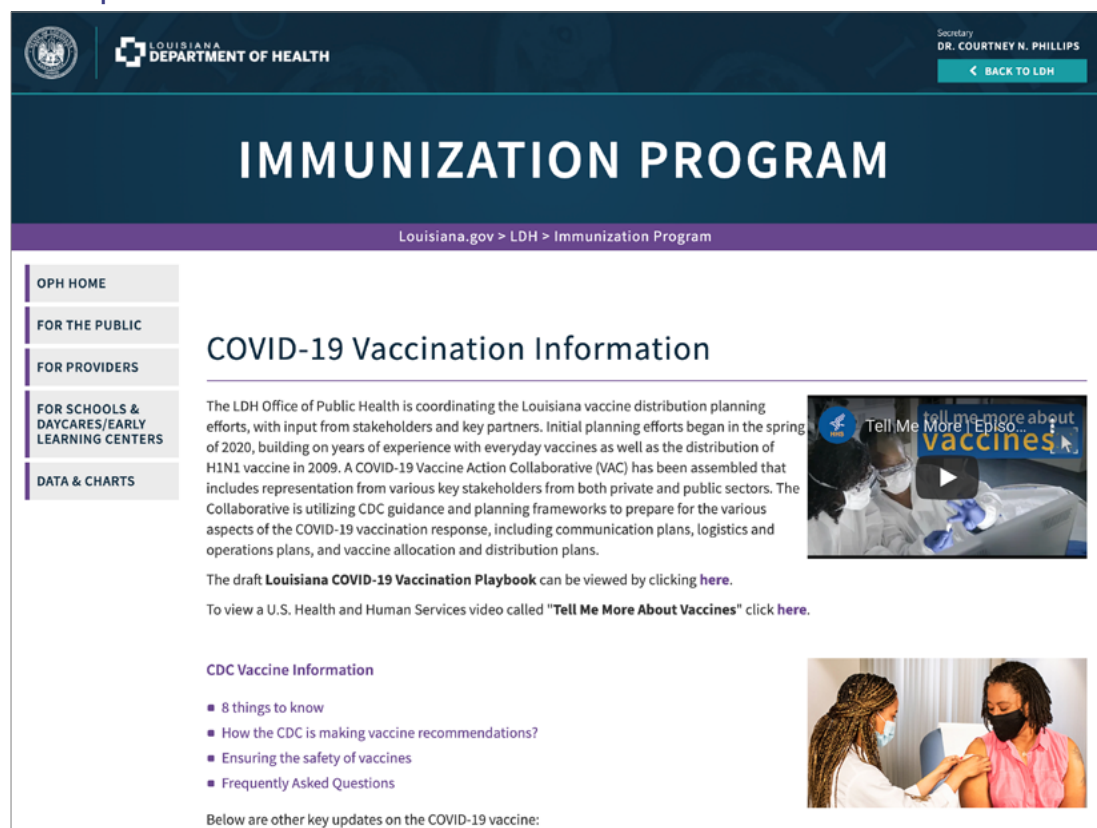 LOUISIANA
DEPARTMENT OF HEALTH
Secretary
DR. COURTNEY N. PHILLIPS
BACK TO LDH
IMMUNIZATION PROGRAM
Louisiana.gov > LDH > Immunization Program
OPH HOME
FOR THE PUBLIC
FOR PROVIDERS
FOR SCHOOLS &
DAYCARES/EARLY
LEARNING CENTERS
DATA & CHARTS
COVID-19 Vaccination Information
The LDH Office of Public Health is coordinating the Louisiana vaccine distribution planning
efforts, with input from stakeholders and key partners. Initial planning efforts began in the spring
of 2020, building on years of experience with everyday vaccines as well as the distribution of
H1N1 vaccine in 2009. A COVID-19 Vaccine Action Collaborative (VAC) has been assembled that
includes representation from various key stakeholders from both private and public sectors. The
Collaborative is utilizing CDC guidance and planning frameworks to prepare for the various
aspects of the COVID-19 vaccination response, including communication plans, logistics and
operations plans, and vaccine allocation and distribution plans.
HHS
Tell Me More | Episo...
tell me more about
vaccines
The draft Louisiana COVID-19 Vaccination Playbook can be viewed by clicking here.
To view a U.S. Health and Human Services video called "Tell Me More About Vaccines" click here.
CDC Vaccine Information
8 things to know
How the CDC is making vaccine recommendations?
Ensuring the safety of vaccines
Frequently Asked Questions
Below are other key updates on the COVID-19 vaccine: